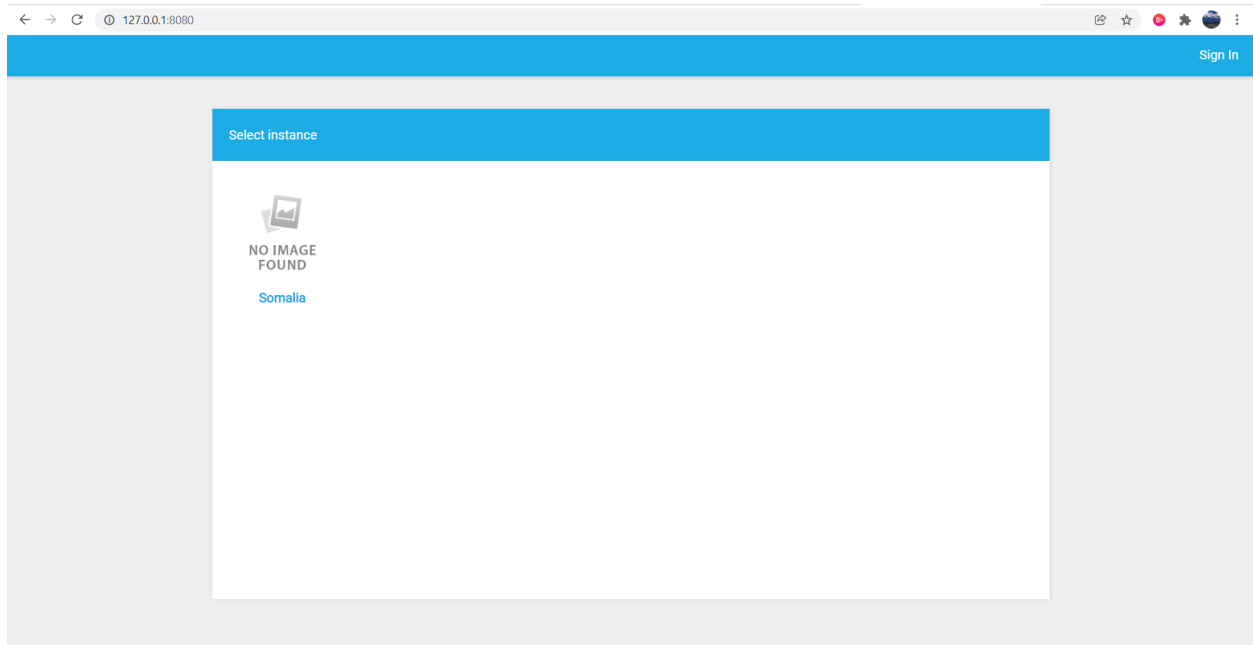 127.0.0.1:8080
Sign In
Select instance
NO IMAGE
FOUND
Somalia